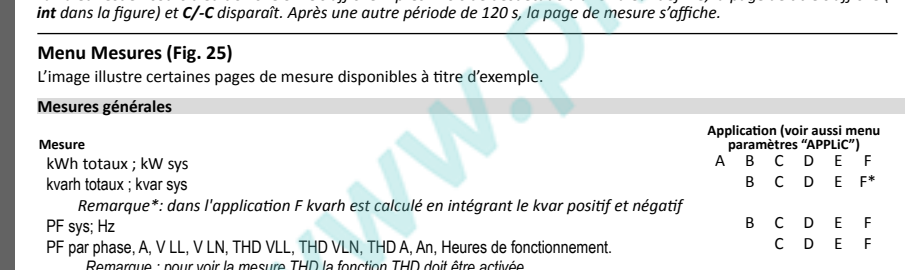 int dans la figure) et C/-C disparaît. Après une autre période de 120 s, la page de mesure s'affiche.
Menu Mesures (Fig. 25)
L'image illustre certaines pages de mesure disponibles à titre d'exemple.
Mesures générales
Application (voir aussi menu
Mesure paramètres "APPLiC")
kWh totaux ; kW sys A B C D E F
kvarh totaux ; kvar sys B C D E F*
Remarque*: dans l'application F kvarh est calculé en intégrant le kvar positif et négatif
PF sys; Hz B C D E F
PF par phase, A, V LL, V LN, THD VLL, THD VLN, THD A, An, Heures de fonctionnement. C D E F
Remarque : pour voir la mesure THD la fonction THD doit être activée
www.p